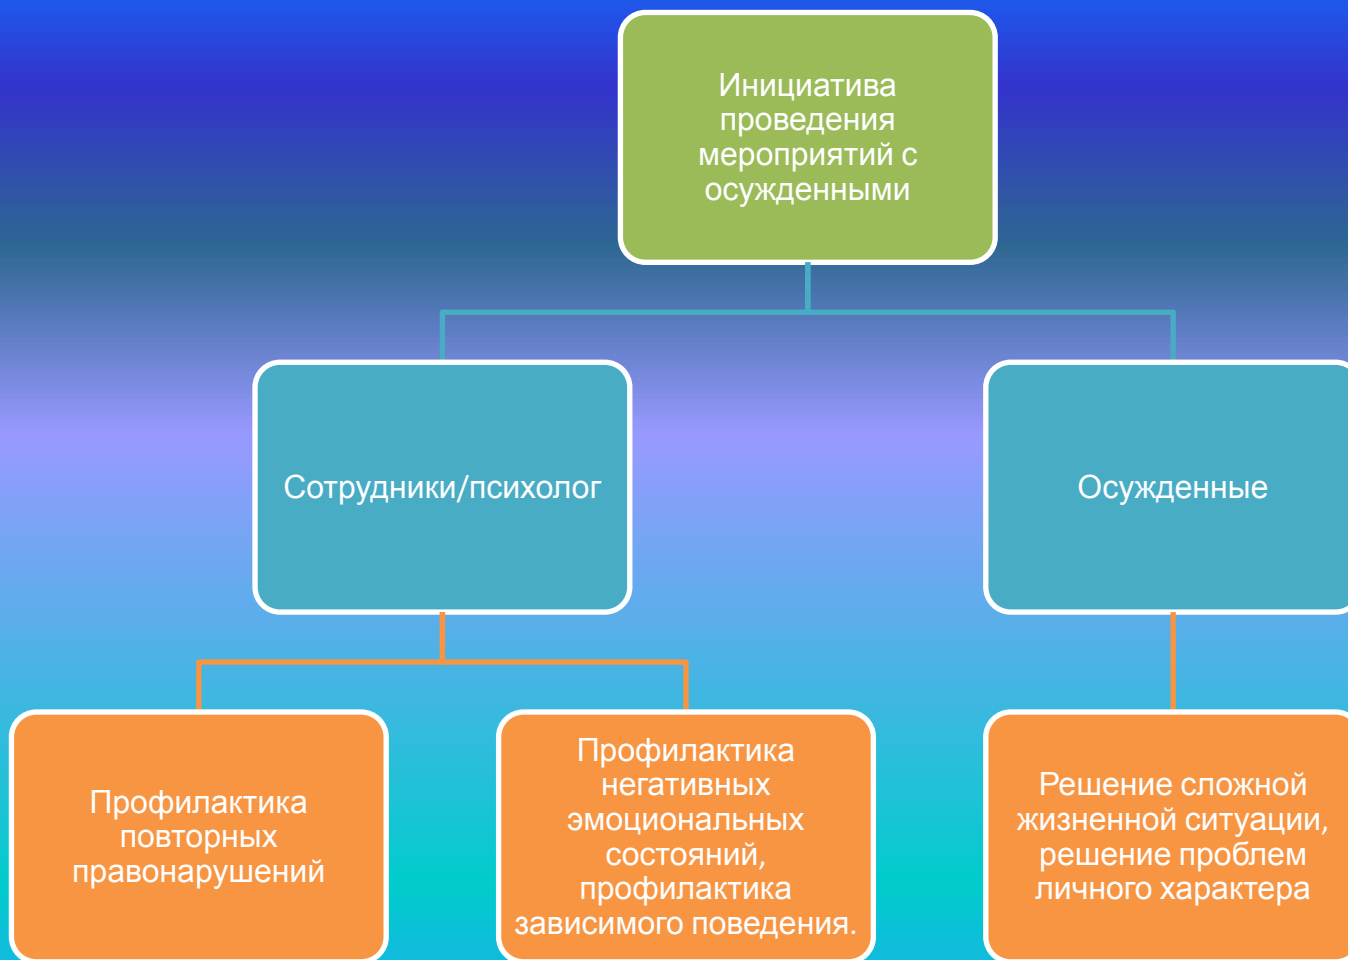 Инициатива
проведения
мероприятий с
осужденными
Сотрудники/психолог
Осужденные
Профилактика
повторных
правонарушений
Профилактика
негативных
эмоциональных
состояний,
профилактика
зависимого поведения.
Решение сложной
жизненной ситуации,
решение проблем
личного характера